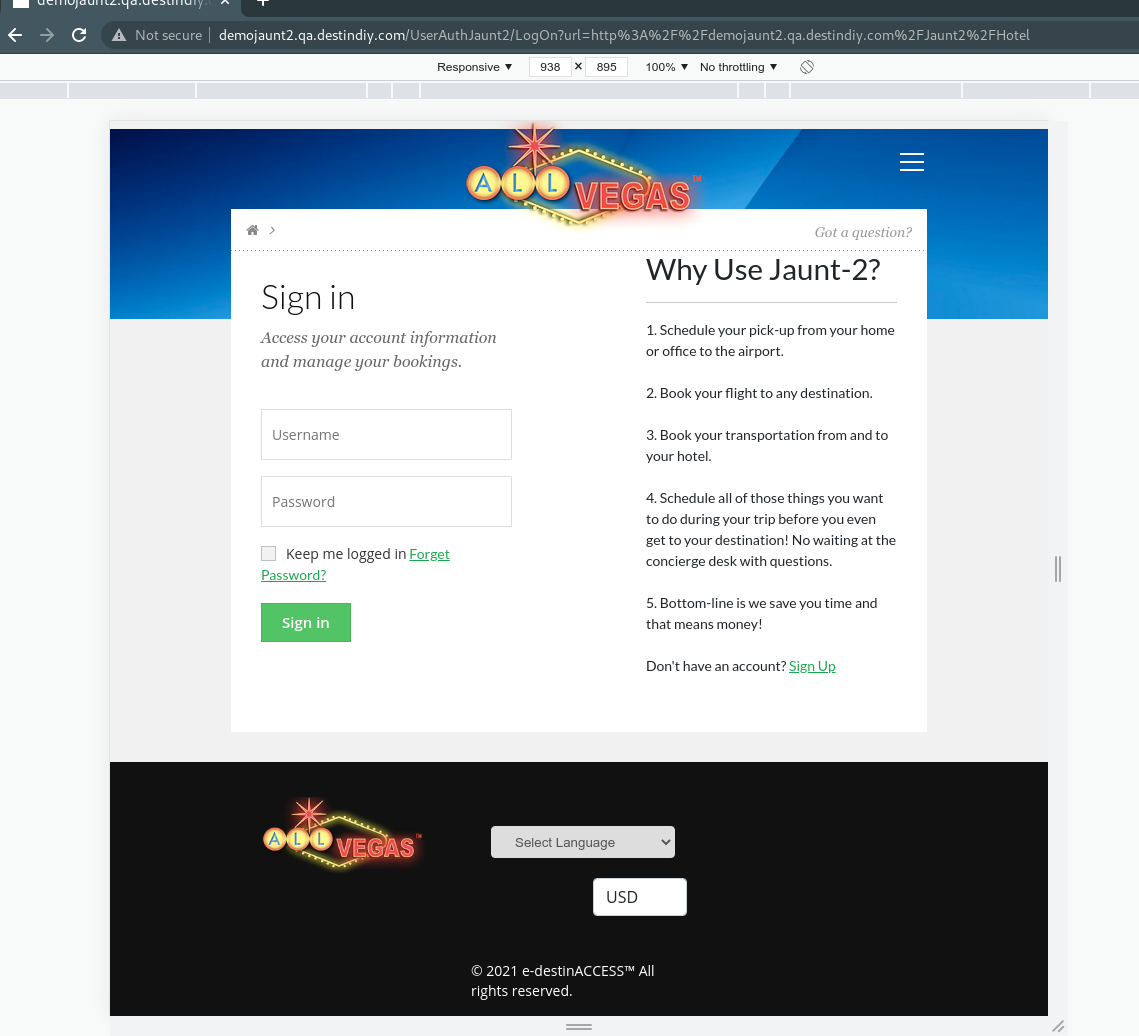 demojaunt2.qa.destindiy.
Not secure
demojaunt2.qa.destindiy.com/UserAuthJaunt2/LogOn?url=http%3A%2F%2Fdemojaunt2.qa.destindiy.com%2FJaunt2%2FHotel
Responsive ▼ 938 × 895 100% ▼ No throttling ▼
ALL VEGAS™
Got a question?
Sign in
Access your account information
and manage your bookings.
Username
Password
Keep me logged in Forget
Password?
Sign in
Why Use Jaunt-2?
1. Schedule your pick-up from your home
or office to the airport.
2. Book your flight to any destination.
3. Book your transportation from and to
your hotel.
4. Schedule all of those things you want
to do during your trip before you even
get to your destination! No waiting at the
concierge desk with questions.
5. Bottom-line is we save you time and
that means money!
Don't have an account? Sign Up
ALL VEGAS™
Select Language
USD
© 2021 e-destinACCESS™ All
rights reserved.